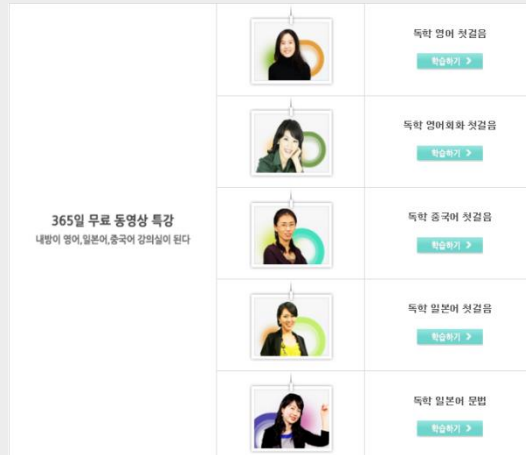 365일 무료 동영상 특강
내방이 영어,일본어,중국어 강의실이 된다
독학 영어 첫걸음
학습하기 >
독학 영어회화 첫걸음
학습하기 >
독학 중국어 첫걸음
학습하기 >
독학 일본어 첫걸음
학습하기 >
독학 일본어 문법
학습하기 >